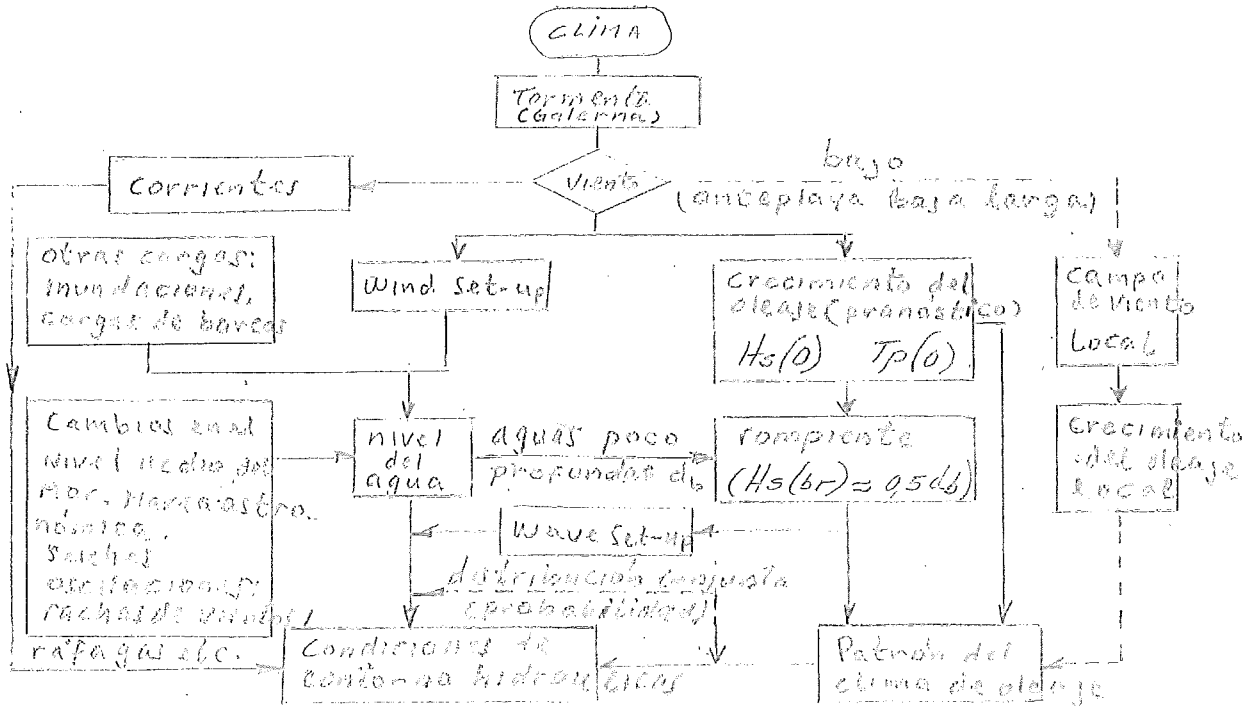 CLIMA
Tormenta
(Galerna)
viento
bajo
(anteplaya baja larga)
corrientes
otras cargas:
inundaciones,
cargas de barcos
Wind Set-up
Crecimiento del
oleaje (pronóstico)
Hs(0) Tp(0)
campo
de viento
Local
Cambios en el
Nivel Medio del
Mar. Marea astro-
nómica.
Seiches
oscilaciones:
rachas de vientos,
ráfagas etc.
nivel
del
agua
aguas poco
profundas db
rompiente
(Hs(br) ≈ 0,5 db)
Crecimiento
del oleaje
local
Wave Set-up
distribución conjunta
(probabilidad)
Condiciones de
contorno hidráulicas
Patrón del
clima de oleaje